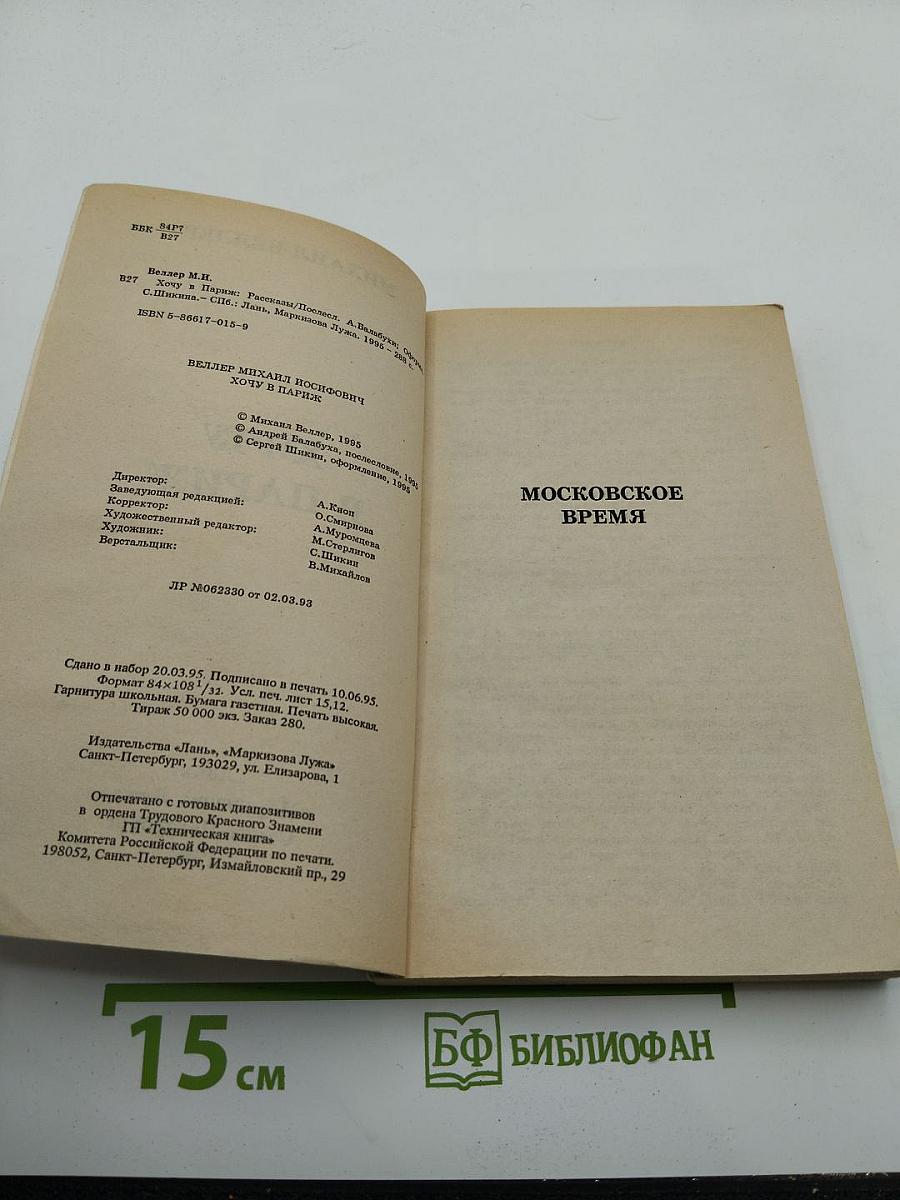 ББК 84Р7
В27
Веллер М.И.
В27 Хочу в Париж: Рассказы/Послесл. А.Балабухи;
С.Шикина.– СПб.: Лань, Маркизова Лужа. 1995 – 288 с.
ISBN 5–86617–015–9
ВЕЛЛЕР МИХАИЛ ИОСИФОВИЧ
ХОЧУ В ПАРИЖ
© Михаил Веллер, 1995
© Андрей Балабуха, послесловие, 1995
© Сергей Шикин, оформление, 1995
Директор: А.Кноп
Заведующая редакцией: О.Смирнова
Корректор: А.Муромцева
Художественный редактор: М.Стерлигов
Художник: С.Шикин
Верстальщик: В.Михайлов
ЛР №062330 от 02.03.93
Сдано в набор 20.03.95. Подписано в печать 10.06.95.
Формат 84×108 1/32. Усл. печ. лист 15,12.
Гарнитура школьная. Бумага газетная. Печать высокая.
Тираж 50 000 экз. Заказ 280.
Издательства «Лань», «Маркизова Лужа»
Санкт–Петербург, 193029, ул. Елизарова, 1
Отпечатано с готовых диапозитивов
в ордена Трудового Красного Знамени
ГП «Техническая книга»
Комитета Российской Федерации по печати.
198052, Санкт–Петербург, Измайловский пр., 29
МОСКОВСКОЕ
ВРЕМЯ
15 см
БФ БИБЛИОФАН